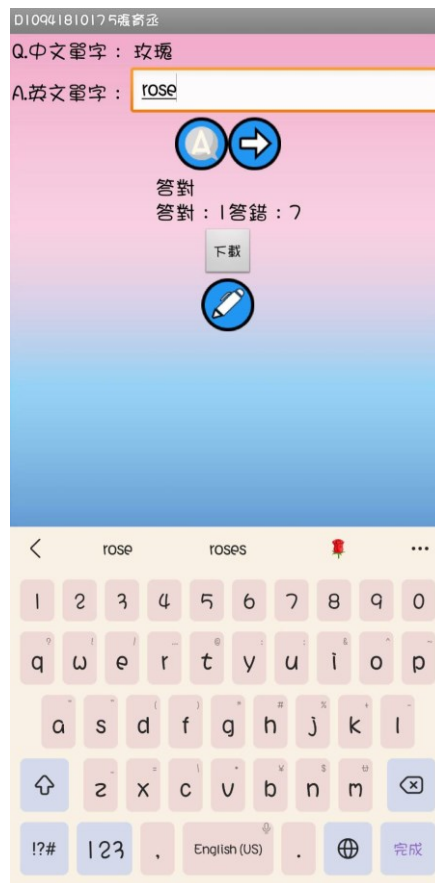 D10941810175張育丞
Q.中文單字： 玫瑰
A.英文單字： rose
A
答對
答對：1答錯：7
下載
rose roses
1 2 3 4 5 6 7 8 9 0
q w e r t y u i o p
a s d f g h j k l
z x c v b n m
!?# 123 , English (US) . 完成